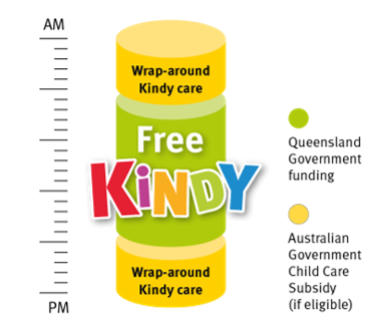 AM
Wrap-around
Kindy care
Free
KiNDY
Wrap-around
Kindy care
PM
Queensland
Government
funding
Australian
Government
Child Care
Subsidy
(if eligible)